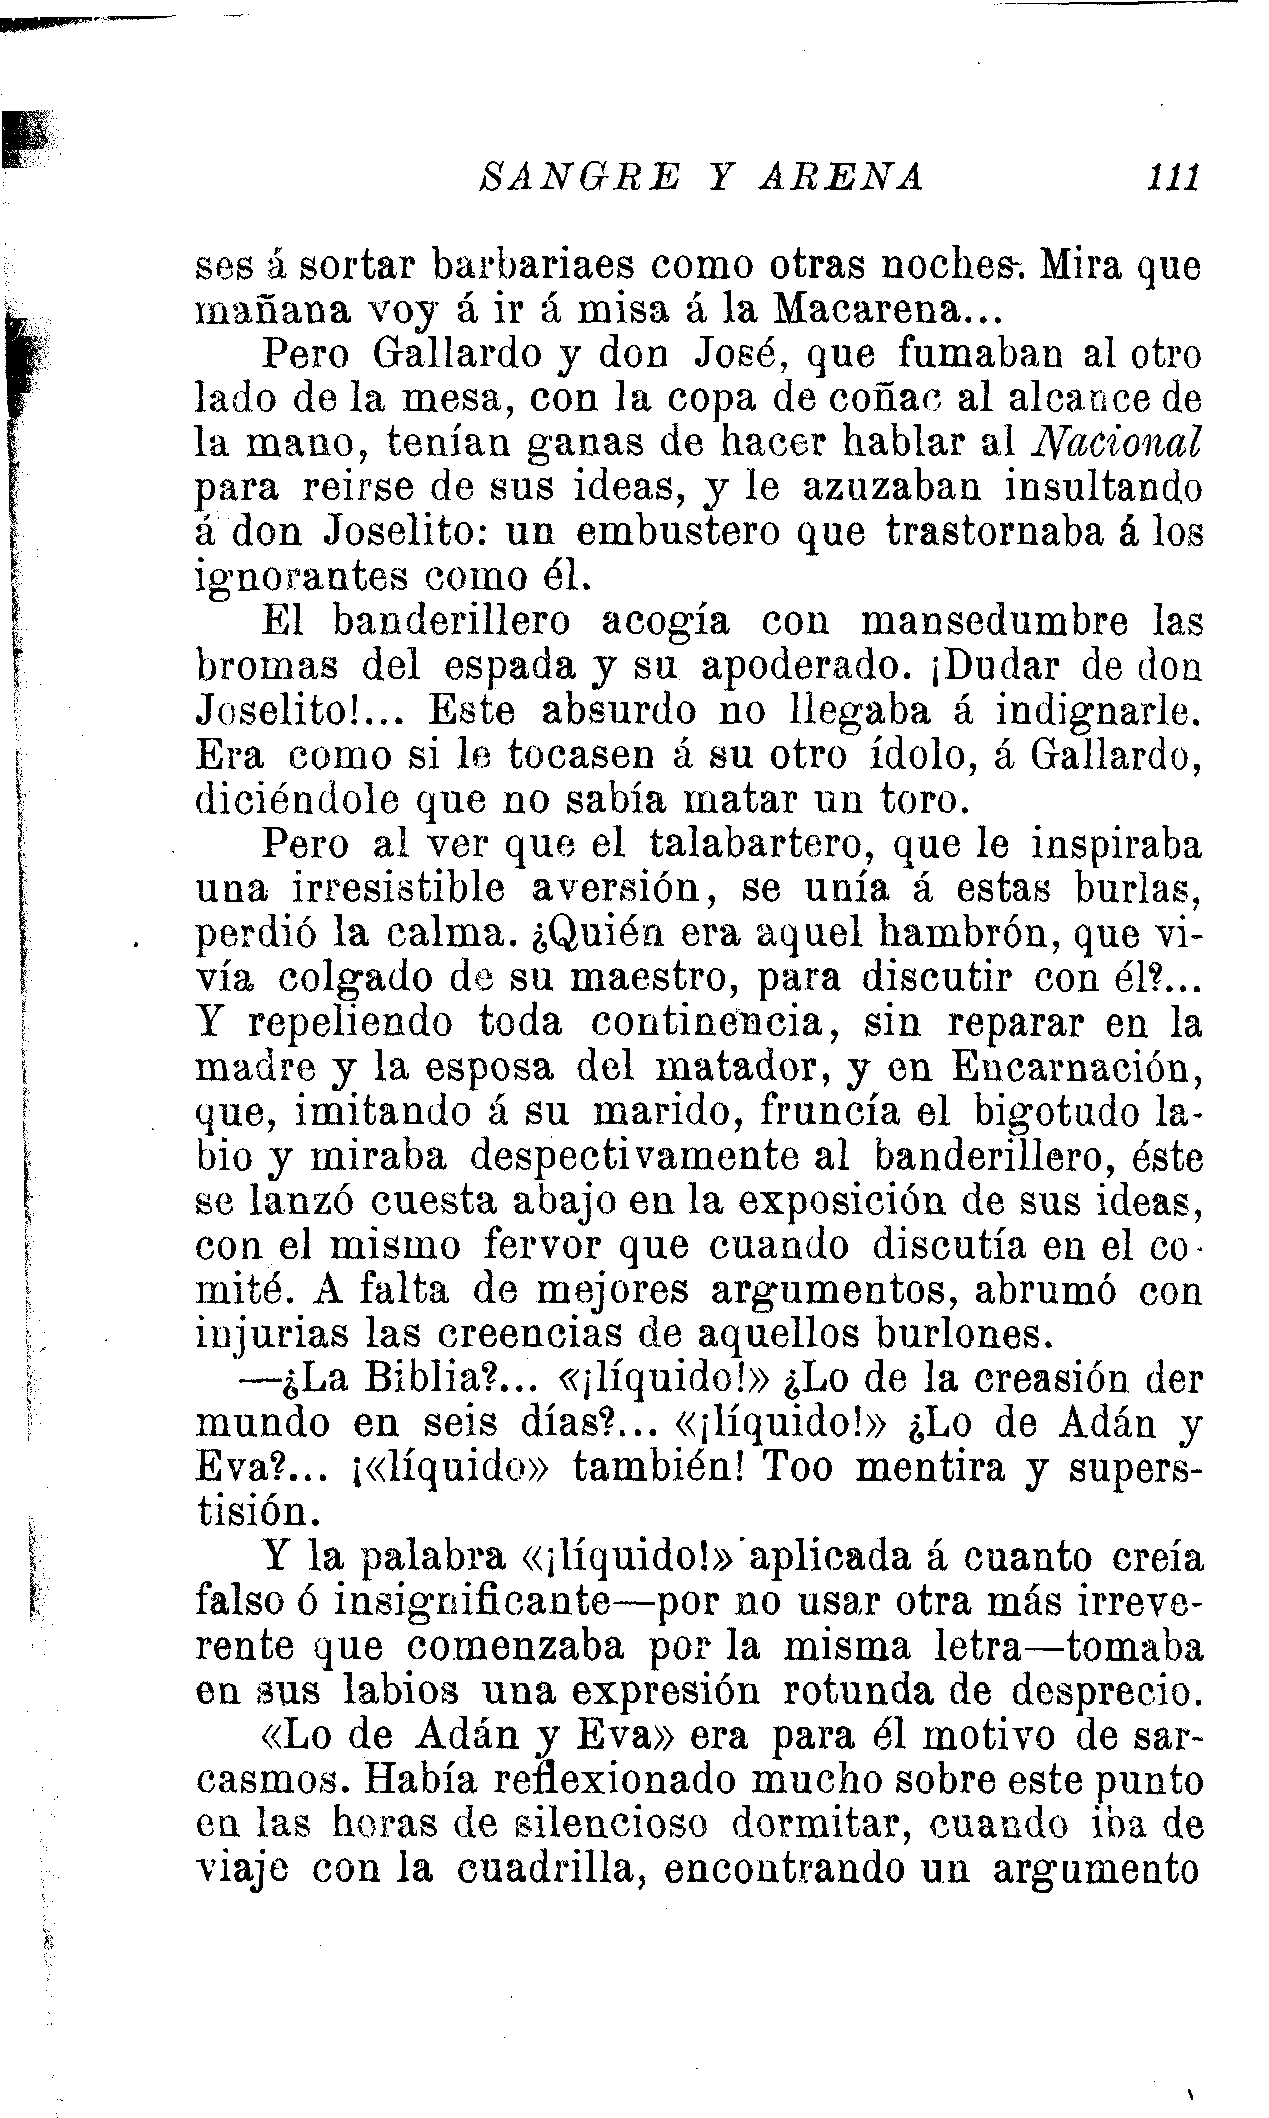 SANGRE Y ARENA 111
ses á sortar barbariaes como otras noches. Mira que
mañana voy á ir á misa á la Macarena...
Pero Gallardo y don José, que fumaban al otro
lado de la mesa, con la copa de coñac al alcance de
la mano, tenían ganas de hacer hablar al Nacional
para reirse de sus ideas, y le azuzaban insultando
á don Joselito: un embustero que trastornaba á los
ignorantes como él.
El banderillero acogía con mansedumbre las
bromas del espada y su apoderado. ¡Dudar de don
Joselito!... Este absurdo no llegaba á indignarle.
Era como si le tocasen á su otro ídolo, á Gallardo,
diciéndole que no sabía matar un toro.
Pero al ver que el talabartero, que le inspiraba
una irresistible aversión, se unía á estas burlas,
perdió la calma. ¿Quién era aquel hambrón, que vi-
vía colgado de su maestro, para discutir con él?...
Y repeliendo toda continencia, sin reparar en la
madre y la esposa del matador, y en Encarnación,
que, imitando á su marido, fruncía el bigotudo la-
bio y miraba despectivamente al banderillero, éste
se lanzó cuesta abajo en la exposición de sus ideas,
con el mismo fervor que cuando discutía en el co-
mité. A falta de mejores argumentos, abrumó con
injurias las creencias de aquellos burlones.
—¿La Biblia?... «¡líquido!» ¿Lo de la creasión der
mundo en seis días?... «¡líquido!» ¿Lo de Adán y
Eva?... ¡«líquido» también! Too mentira y supers-
tisión.
Y la palabra «¡líquido!» aplicada á cuanto creía
falso ó insignificante—por no usar otra más irreve-
rente que comenzaba por la misma letra—tomaba
en sus labios una expresión rotunda de desprecio.
«Lo de Adán y Eva» era para él motivo de sar-
casmos. Había reflexionado mucho sobre este punto
en las horas de silencioso dormitar, cuando iba de
viaje con la cuadrilla, encontrando un argumento